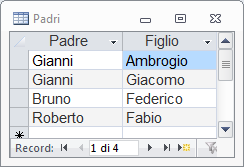 Padri
Padre Figlio
Gianni Ambrogio
Gianni Giacomo
Bruno Federico
Roberto Fabio
Record: 1 di 4